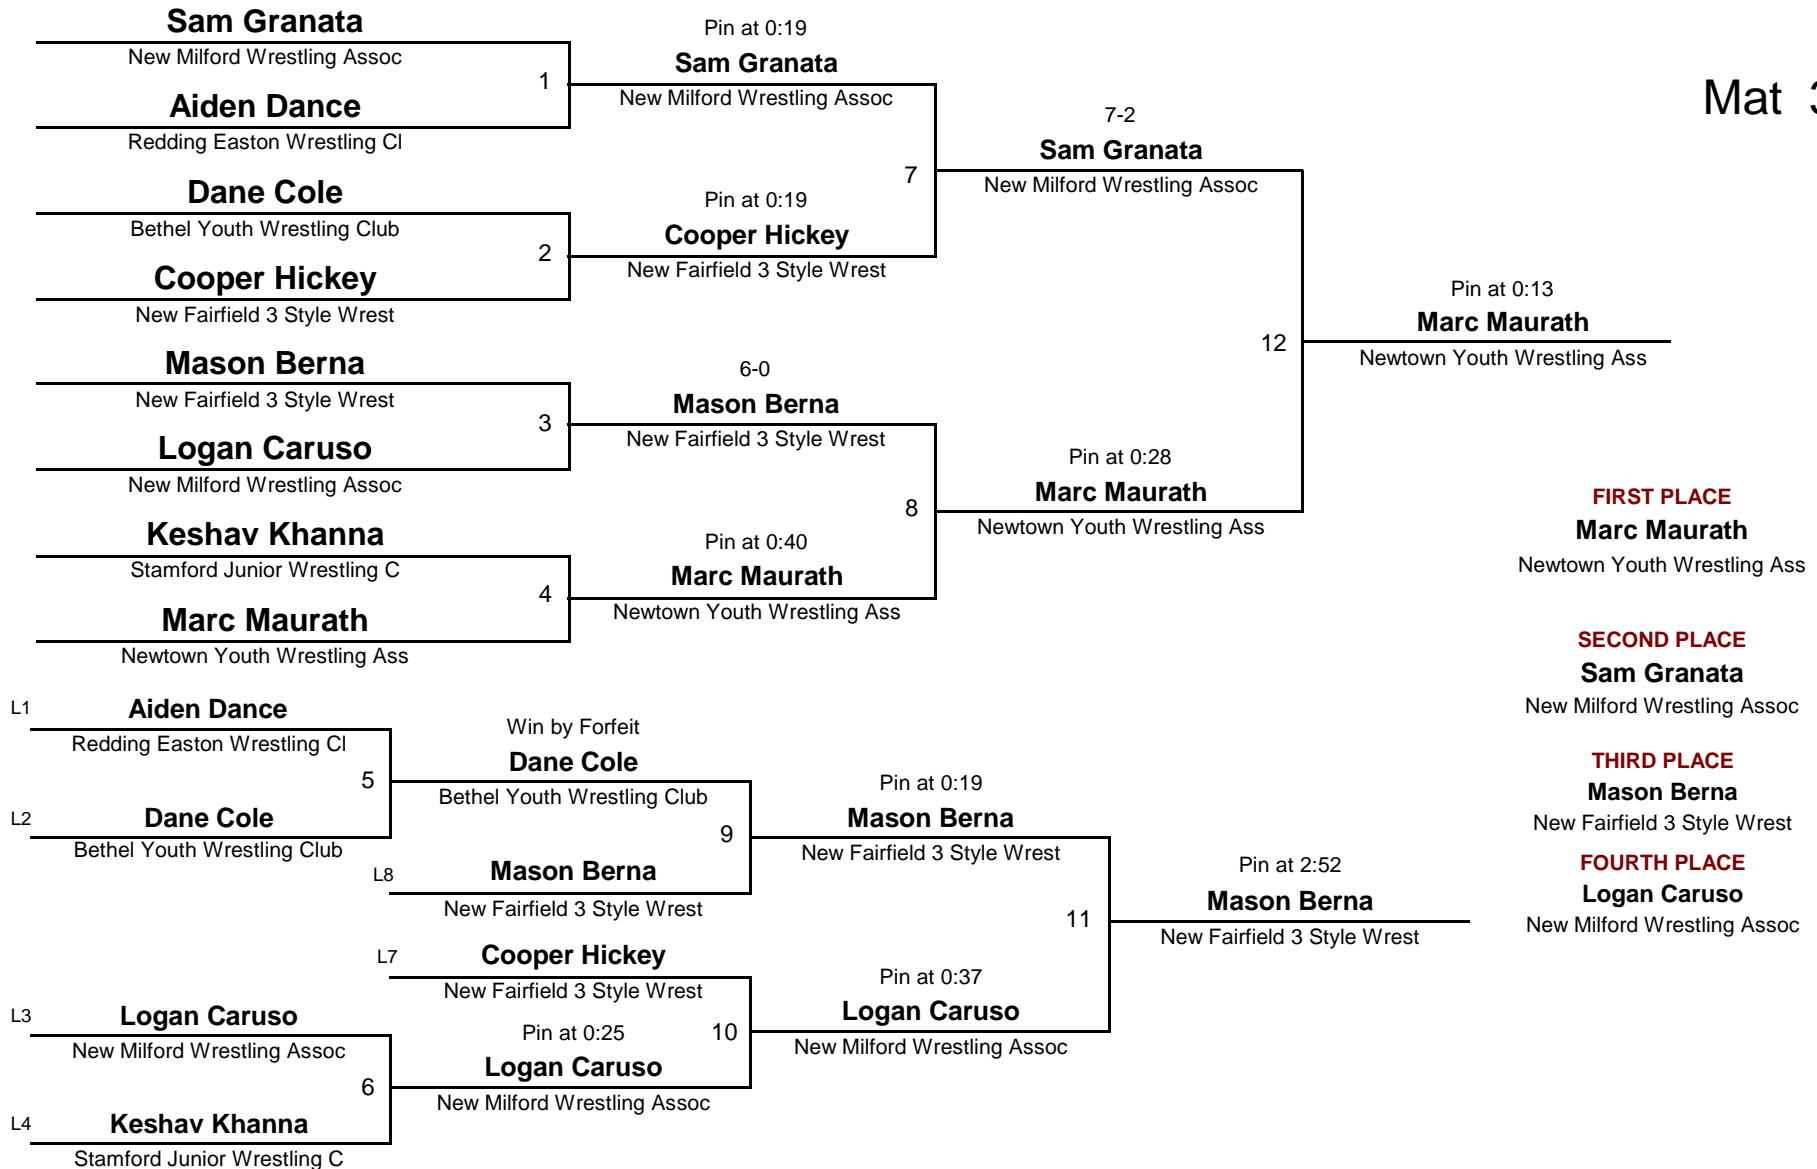 Sam Granata
New Milford Wrestling Assoc
1
Aiden Dance
Redding Easton Wrestling Cl
Dane Cole
Bethel Youth Wrestling Club
2
Cooper Hickey
New Fairfield 3 Style Wrest
Mason Berna
New Fairfield 3 Style Wrest
3
Logan Caruso
New Milford Wrestling Assoc
Keshav Khanna
Stamford Junior Wrestling C
4
Marc Maurath
Newtown Youth Wrestling Ass
Pin at 0:19
Sam Granata
New Milford Wrestling Assoc
7
Pin at 0:19
Cooper Hickey
New Fairfield 3 Style Wrest
6-0
Mason Berna
New Fairfield 3 Style Wrest
8
Pin at 0:40
Marc Maurath
Newtown Youth Wrestling Ass
7-2
Sam Granata
New Milford Wrestling Assoc
12
Pin at 0:28
Marc Maurath
Newtown Youth Wrestling Ass
Pin at 0:13
Marc Maurath
Newtown Youth Wrestling Ass
Mat 3
FIRST PLACE
Marc Maurath
Newtown Youth Wrestling Ass
SECOND PLACE
Sam Granata
New Milford Wrestling Assoc
THIRD PLACE
Mason Berna
New Fairfield 3 Style Wrest
FOURTH PLACE
Logan Caruso
New Milford Wrestling Assoc
L1 Aiden Dance
Redding Easton Wrestling Cl
5
L2 Dane Cole
Bethel Youth Wrestling Club
L3 Logan Caruso
New Milford Wrestling Assoc
6
L4 Keshav Khanna
Stamford Junior Wrestling C
Win by Forfeit
Dane Cole
Bethel Youth Wrestling Club
9
L8 Mason Berna
New Fairfield 3 Style Wrest
L7 Cooper Hickey
New Fairfield 3 Style Wrest
10
Pin at 0:25
Logan Caruso
New Milford Wrestling Assoc
Pin at 0:19
Mason Berna
New Fairfield 3 Style Wrest
11
Pin at 0:37
Logan Caruso
New Milford Wrestling Assoc
Pin at 2:52
Mason Berna
New Fairfield 3 Style Wrest